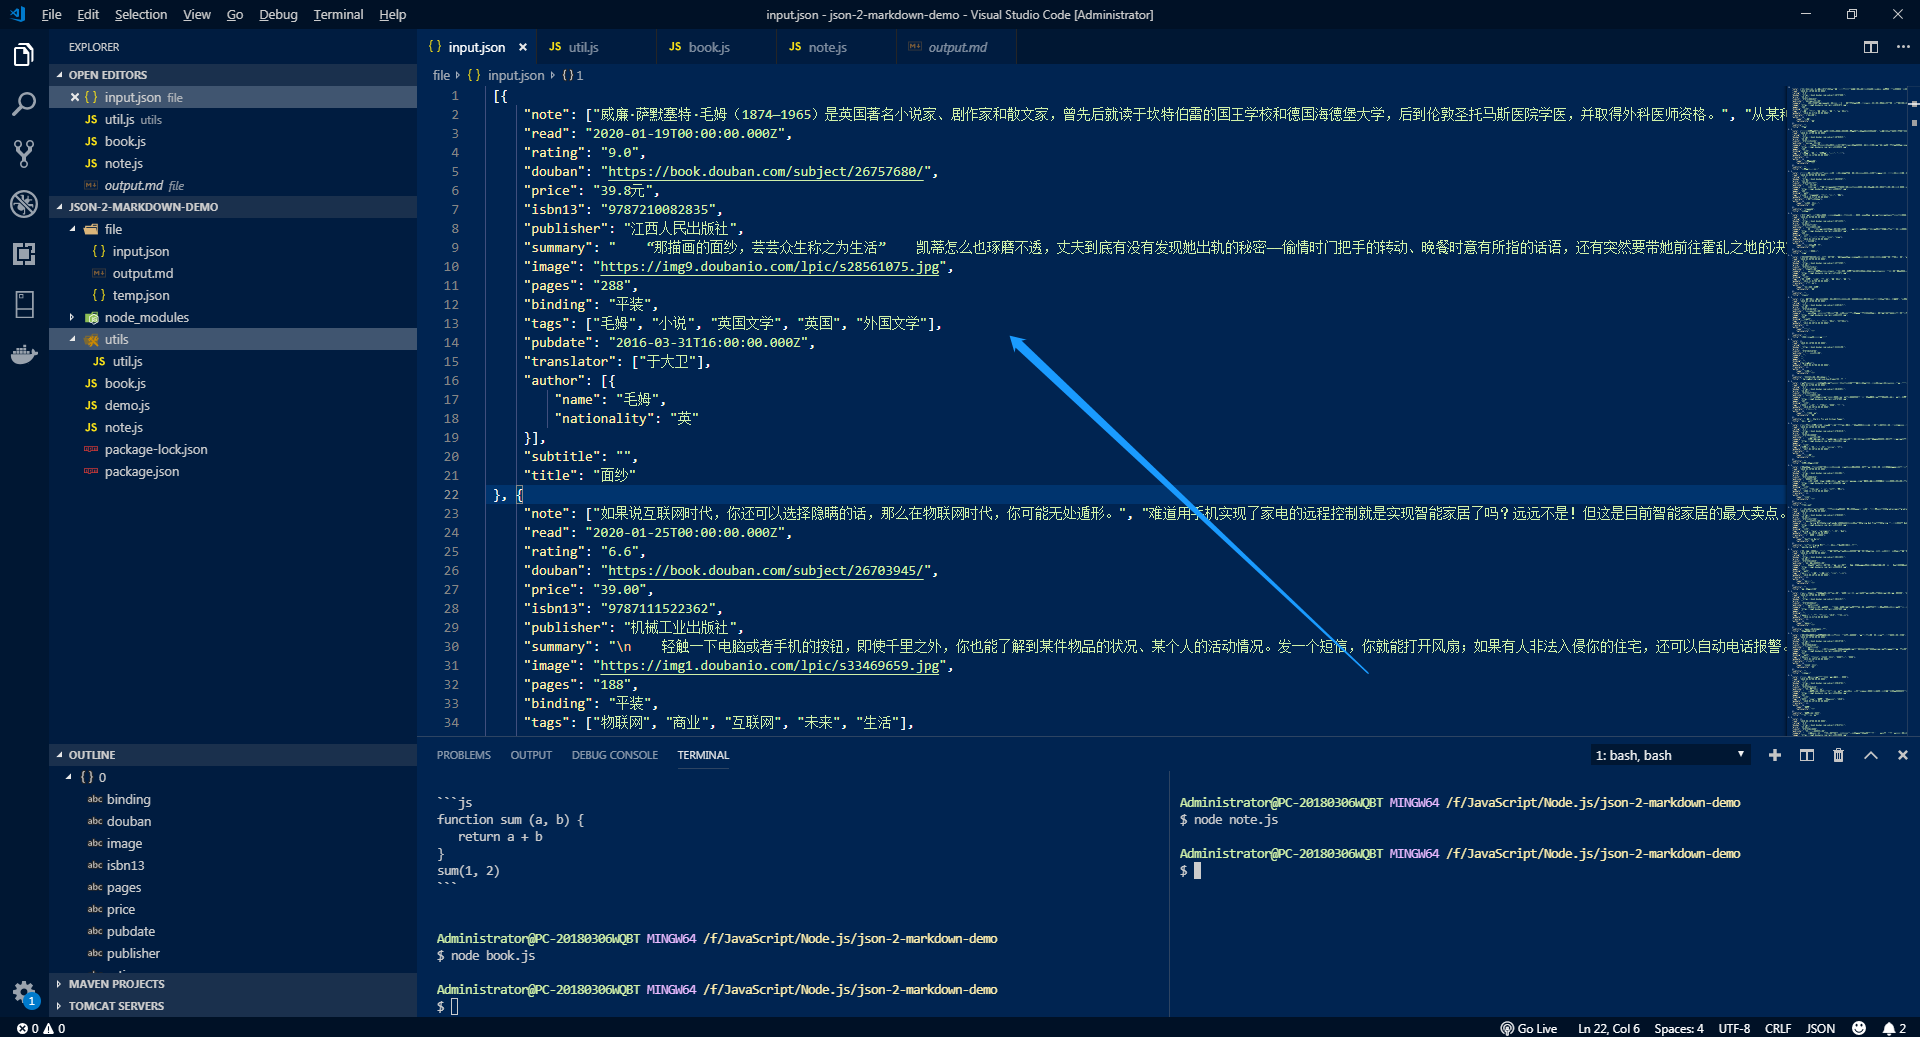 File Edit Selection View Go Debug Terminal Help
input.json - json-2-markdown-demo - Visual Studio Code [Administrator]
EXPLORER
OPEN EDITORS
input.json file
util.js utils
book.js
note.js
output.md file
JSON-2-MARKDOWN-DEMO
file
input.json
output.md
temp.json
node_modules
utils
util.js
book.js
demo.js
note.js
package-lock.json
package.json
OUTLINE
{} 0
abc binding
abc douban
abc image
abc isbn13
abc pages
abc price
abc pubdate
abc publisher
MAVEN PROJECTS
TOMCAT SERVERS
{} input.json × JS util.js JS book.js JS note.js output.md
file {} input.json {} 1
1 [{
2 "note": ["威廉·萨默塞特·毛姆（1874—1965）是英国著名小说家、剧作家和散文家，曾先后就读于坎特伯雷的国王学校和德国海德堡大学，后到伦敦圣托马斯医院学医，并取得外科医师资格。", "从某种
3 "read": "2020-01-19T00:00:00.000Z",
4 "rating": "9.0",
5 "douban": "https://book.douban.com/subject/26757680/",
6 "price": "39.8元",
7 "isbn13": "9787210082835",
8 "publisher": "江西人民出版社",
9 "summary": " “那描画的面纱，芸芸众生称之为生活” 凯蒂怎么也琢磨不透，丈夫到底有没有发现她出轨的秘密—偷情时门把手的转动、晚餐时意有所指的话语，还有突然要带她前往霍乱之地的决
10 "image": "https://img9.doubanio.com/lpic/s28561075.jpg",
11 "pages": "288",
12 "binding": "平装",
13 "tags": ["毛姆", "小说", "英国文学", "英国", "外国文学"],
14 "pubdate": "2016-03-31T16:00:00.000Z",
15 "translator": ["于大卫"],
16 "author": [{
17 "name": "毛姆",
18 "nationality": "英"
19 }],
20 "subtitle": "",
21 "title": "面纱"
22 }, {
23 "note": ["如果说互联网时代，你还可以选择隐瞒的话，那么在物联网时代，你可能无处遁形。", "难道用手机实现了家电的远程控制就是实现智能家居了吗？远远不是！但这是目前智能家居的最大卖点。
24 "read": "2020-01-25T00:00:00.000Z",
25 "rating": "6.6",
26 "douban": "https://book.douban.com/subject/26703945/",
27 "price": "39.00",
28 "isbn13": "9787111522362",
29 "publisher": "机械工业出版社",
30 "summary": "\n 轻触一下电脑或者手机的按钮，即使千里之外，你也能了解到某件物品的状况、某个人的活动情况。发一个短信，你就能打开风扇；如果有人非法入侵你的住宅，还可以自动电话报警。
31 "image": "https://img1.doubanio.com/lpic/s33469659.jpg",
32 "pages": "188",
33 "binding": "平装",
34 "tags": ["物联网", "商业", "互联网", "未来", "生活"],
PROBLEMS OUTPUT DEBUG CONSOLE TERMINAL
1: bash, bash
```js
function sum (a, b) {
return a + b
}
sum(1, 2)
```
Administrator@PC-20180306WQBT MINGW64 /f/JavaScript/Node.js/json-2-markdown-demo
$ node book.js
Administrator@PC-20180306WQBT MINGW64 /f/JavaScript/Node.js/json-2-markdown-demo
$
Administrator@PC-20180306WQBT MINGW64 /f/JavaScript/Node.js/json-2-markdown-demo
$ node note.js
Administrator@PC-20180306WQBT MINGW64 /f/JavaScript/Node.js/json-2-markdown-demo
$
1
0 0
Go Live Ln 22, Col 6 Spaces: 4 UTF-8 CRLF JSON 2